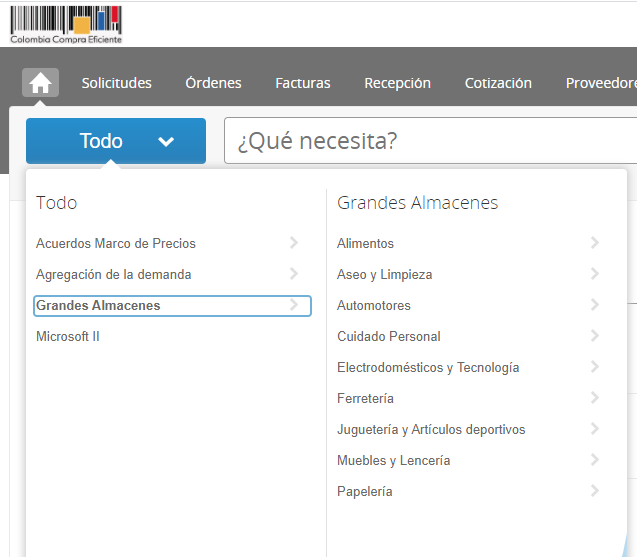 Colombia Compra Eficiente
Solicitudes Órdenes Facturas Recepción Cotización Proveedore
Todo
¿Qué necesita?
Todo
Acuerdos Marco de Precios
Agregación de la demanda
Grandes Almacenes
Microsoft II
Grandes Almacenes
Alimentos
Aseo y Limpieza
Automotores
Cuidado Personal
Electrodomésticos y Tecnología
Ferretería
Juguetería y Artículos deportivos
Muebles y Lencería
Papelería